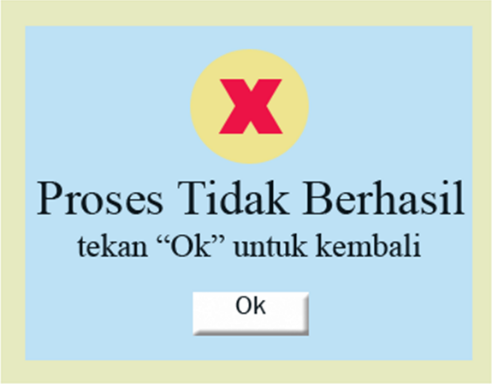 X
Proses Tidak Berhasil
tekan “Ok” untuk kembali
Ok